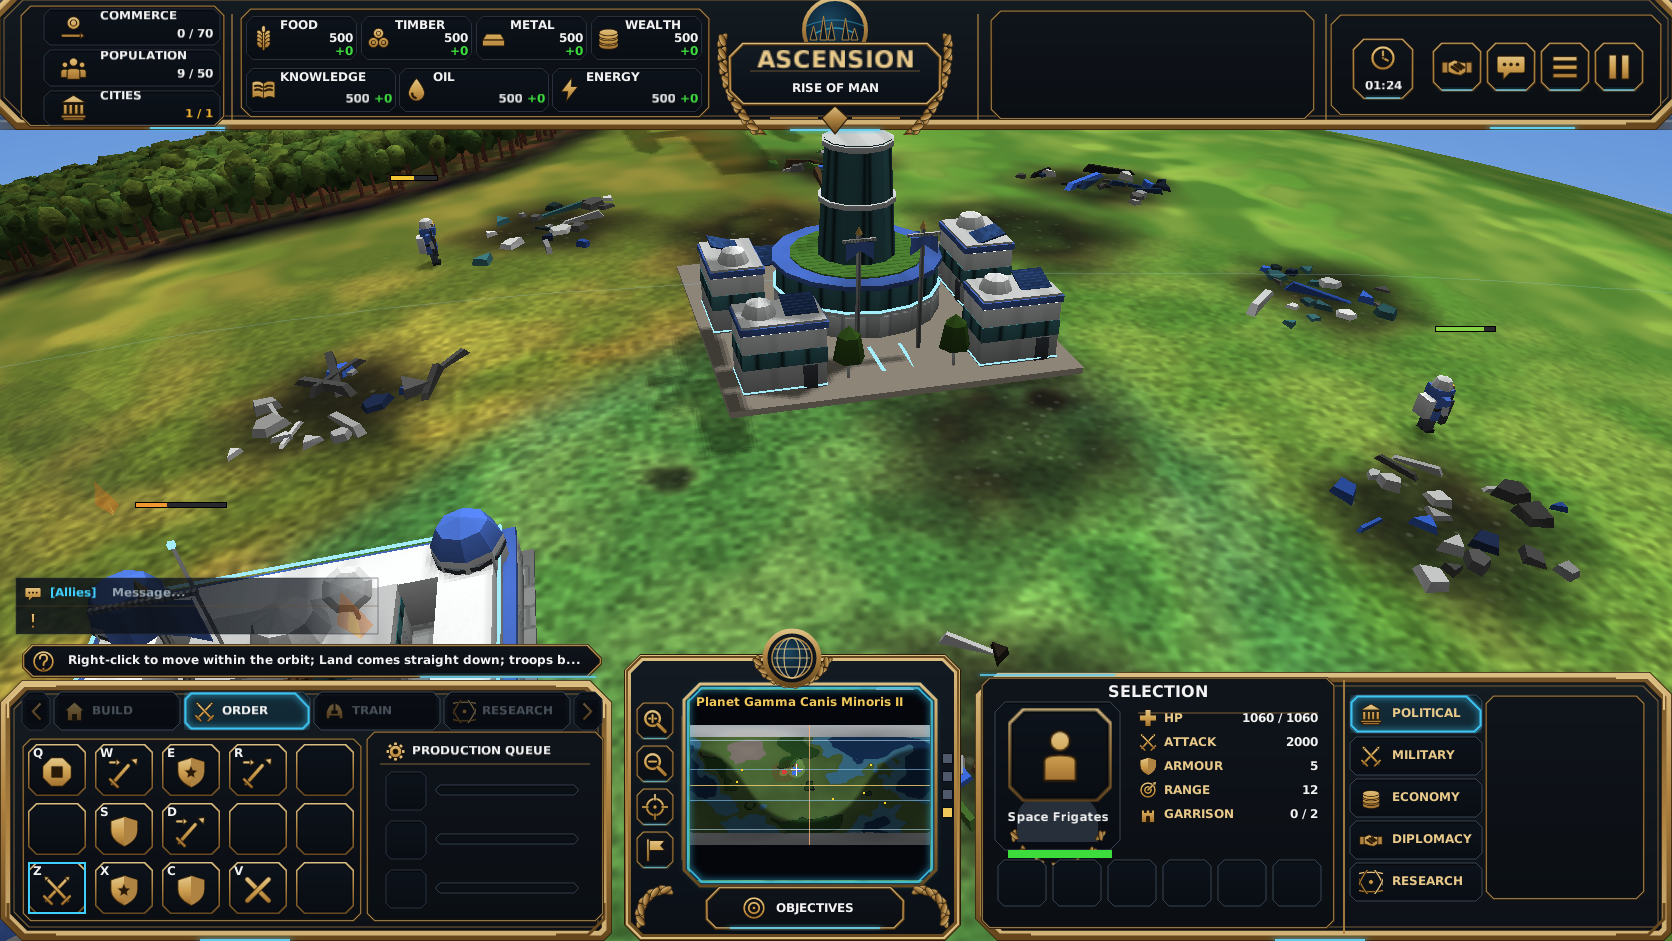 COMMERCE
0 / 70
POPULATION
9 / 50
CITIES
1 / 1
FOOD
500
+0
TIMBER
500
+0
METAL
500
+0
WEALTH
500
+0
KNOWLEDGE
500 +0
OIL
500 +0
ENERGY
500 +0
ASCENSION
RISE OF MAN
01:24
[Allies] Message...
!
Right-click to move within the orbit; Land comes straight down; troops b...
BUILD
ORDER
TRAIN
RESEARCH
Q
W
E
R
S
D
Z
X
C
V
PRODUCTION QUEUE
Planet Gamma Canis Minoris II
OBJECTIVES
SELECTION
Space Frigates
HP 1060 / 1060
ATTACK 2000
ARMOUR 5
RANGE 12
GARRISON 0 / 2
POLITICAL
MILITARY
ECONOMY
DIPLOMACY
RESEARCH